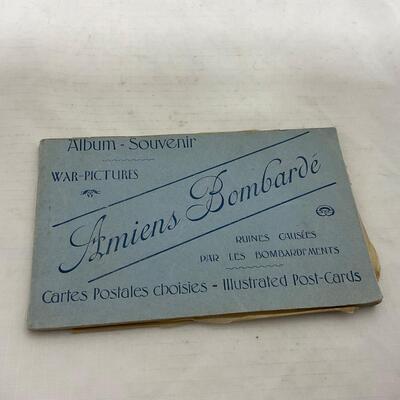 Album - Souvenir
WAR-PICTURES
Amiens Bombardé
RUINES CAUSÉES
PAR LES BOMBARDEMENTS
Cartes Postales choisies - Illustrated Post-Cards